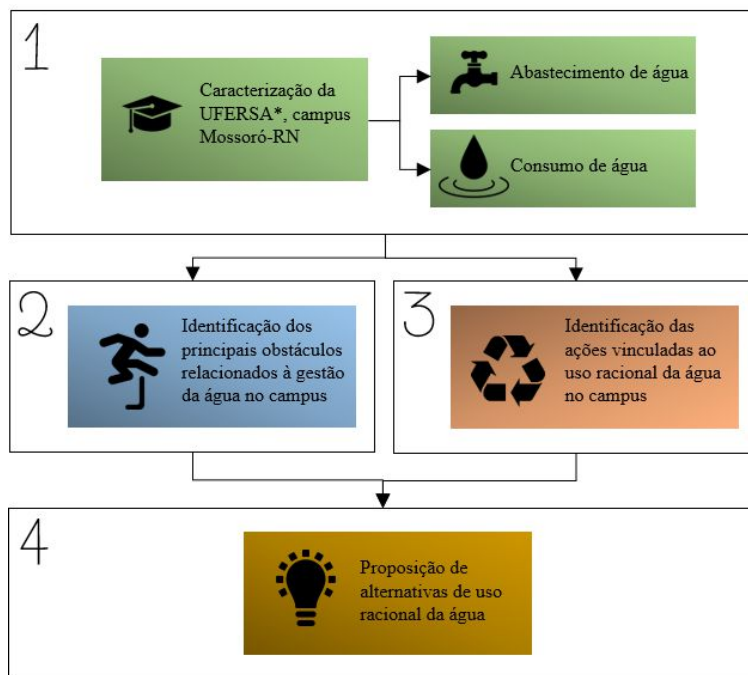 1
Caracterização da
UFERSA*, campus
Mossoró-RN
Abastecimento de água
Consumo de água
2
Identificação dos
principais obstáculos
relacionados à gestão
da água no campus
3
Identificação das
ações vinculadas ao
uso racional da água
no campus
4
Proposição de
alternativas de uso
racional da água